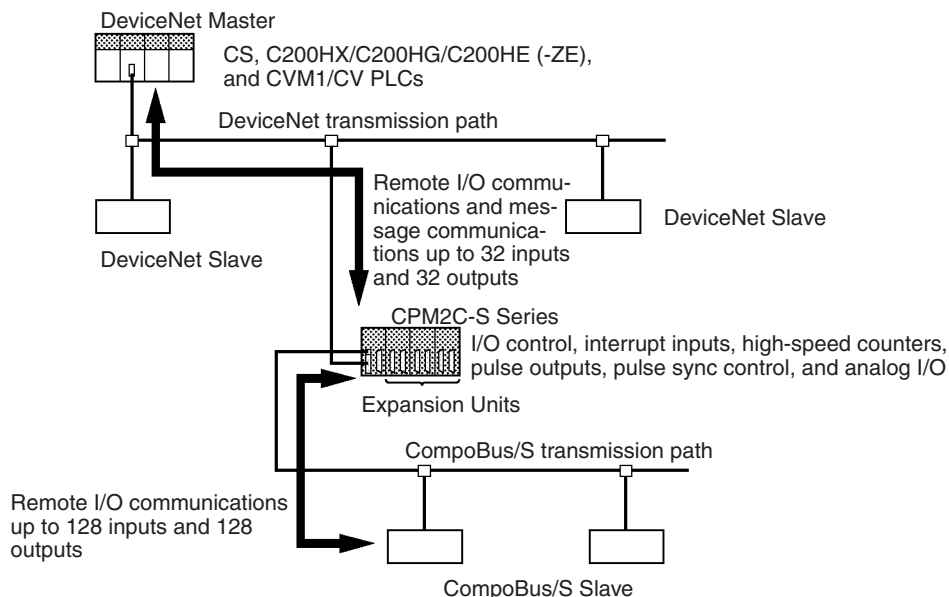 DeviceNet Master
CS, C200HX/C200HG/C200HE (-ZE),
and CVM1/CV PLCs
DeviceNet transmission path
Remote I/O commu-
nications and mes-
sage communica-
tions up to 32 inputs
and 32 outputs
DeviceNet Slave
DeviceNet Slave
CPM2C-S Series
I/O control, interrupt inputs, high-speed counters,
pulse outputs, pulse sync control, and analog I/O
Expansion Units
CompoBus/S transmission path
Remote I/O communications
up to 128 inputs and 128
outputs
CompoBus/S Slave